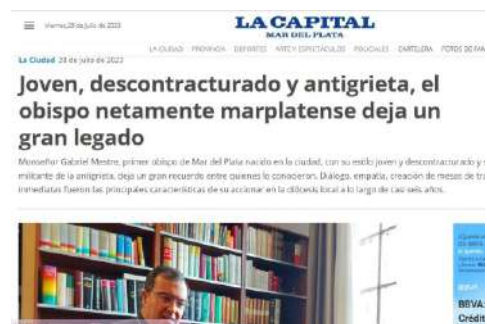 Viernes, 28 de julio de 2023
LA CAPITAL
MAR DEL PLATA
LA CIUDAD PROVINCIA DEPORTES ARTE Y ESPECTÁCULOS POLICIALES CARTELERA FOTOS DE FAM
La Ciudad 28 de julio de 2023
Joven, descontracturado y antigrieta, el
obispo netamente marplatense deja un
gran legado
Monseñor Gabriel Mestre, primer obispo de Mar del Plata nacido en la ciudad, con su estilo joven y descontracturado y s
militante de la antigrieta, deja un gran recuerdo entre quienes lo conocieron. Diálogo, empatía, creación de mesas de tra
inmediatas fueron las principales características de su accionar en la diócesis local a lo largo de casi seis años.
BBVA
BBVA:
Crédit